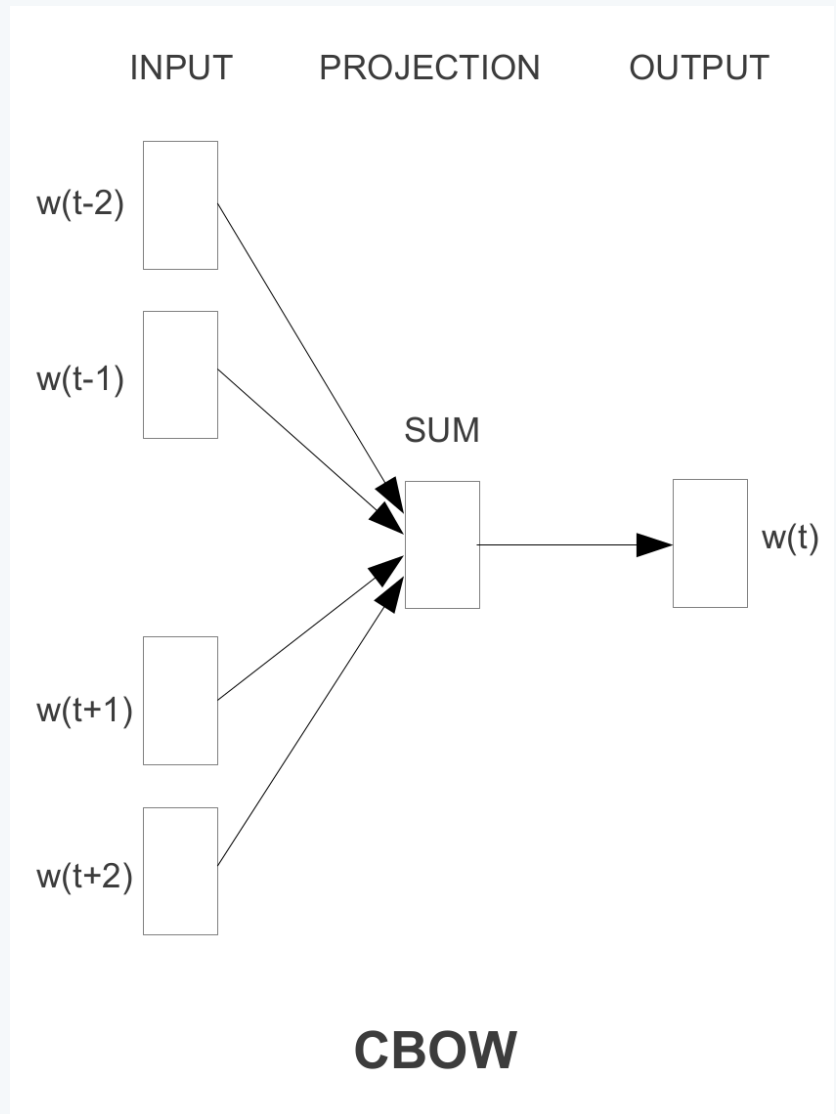 INPUT PROJECTION OUTPUT
w(t-2)
w(t-1)
SUM
w(t)
w(t+1)
w(t+2)
CBOW